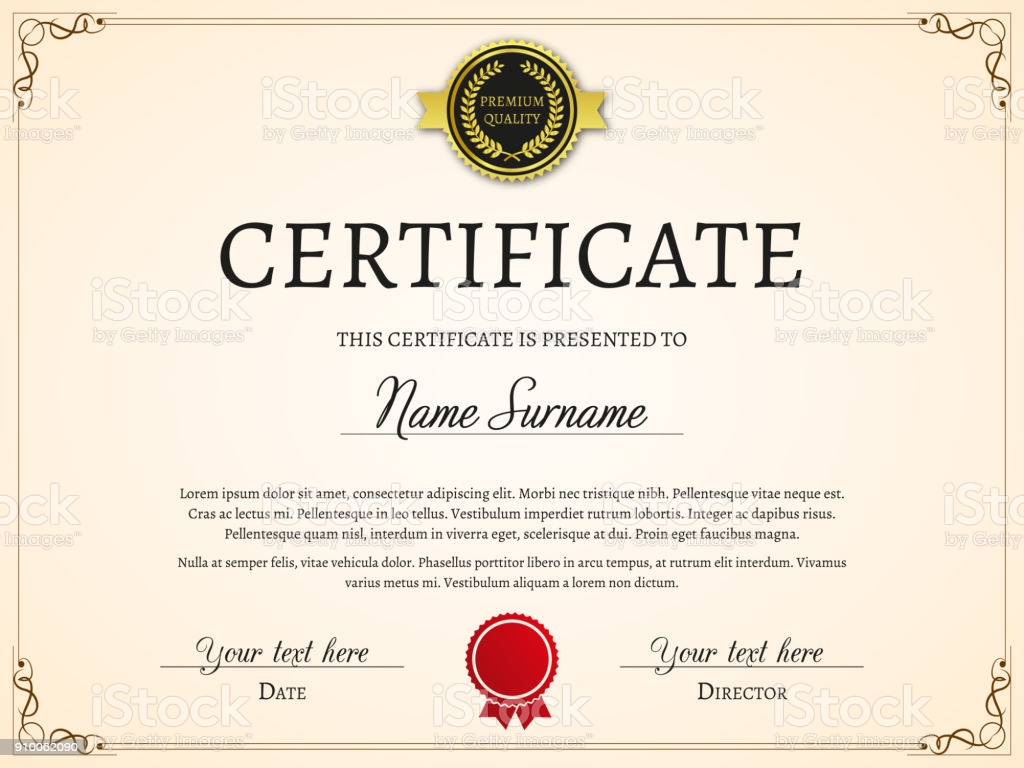 PREMIUM
QUALITY
CERTIFICATE
THIS CERTIFICATE IS PRESENTED TO
Name Surname
Lorem ipsum dolor sit amet, consectetur adipiscing elit. Morbi nec tristique nibh. Pellentesque vitae neque est.
Cras ac lectus mi. Pellentesque in leo tellus. Vestibulum imperdiet rutrum lobortis. Integer ac dapibus risus.
Pellentesque quam nisl, interdum in viverra eget, scelerisque at dui. Proin eget faucibus magna.
Nulla at semper felis, vitae vehicula dolor. Phasellus porttitor libero in arcu tempus, at rutrum elit interdum. Vivamus
varius metus mi. Vestibulum aliquam a lorem non dictum.
Your text here
Your text here
DATE
DIRECTOR
iStock
by Getty Images™
910052090